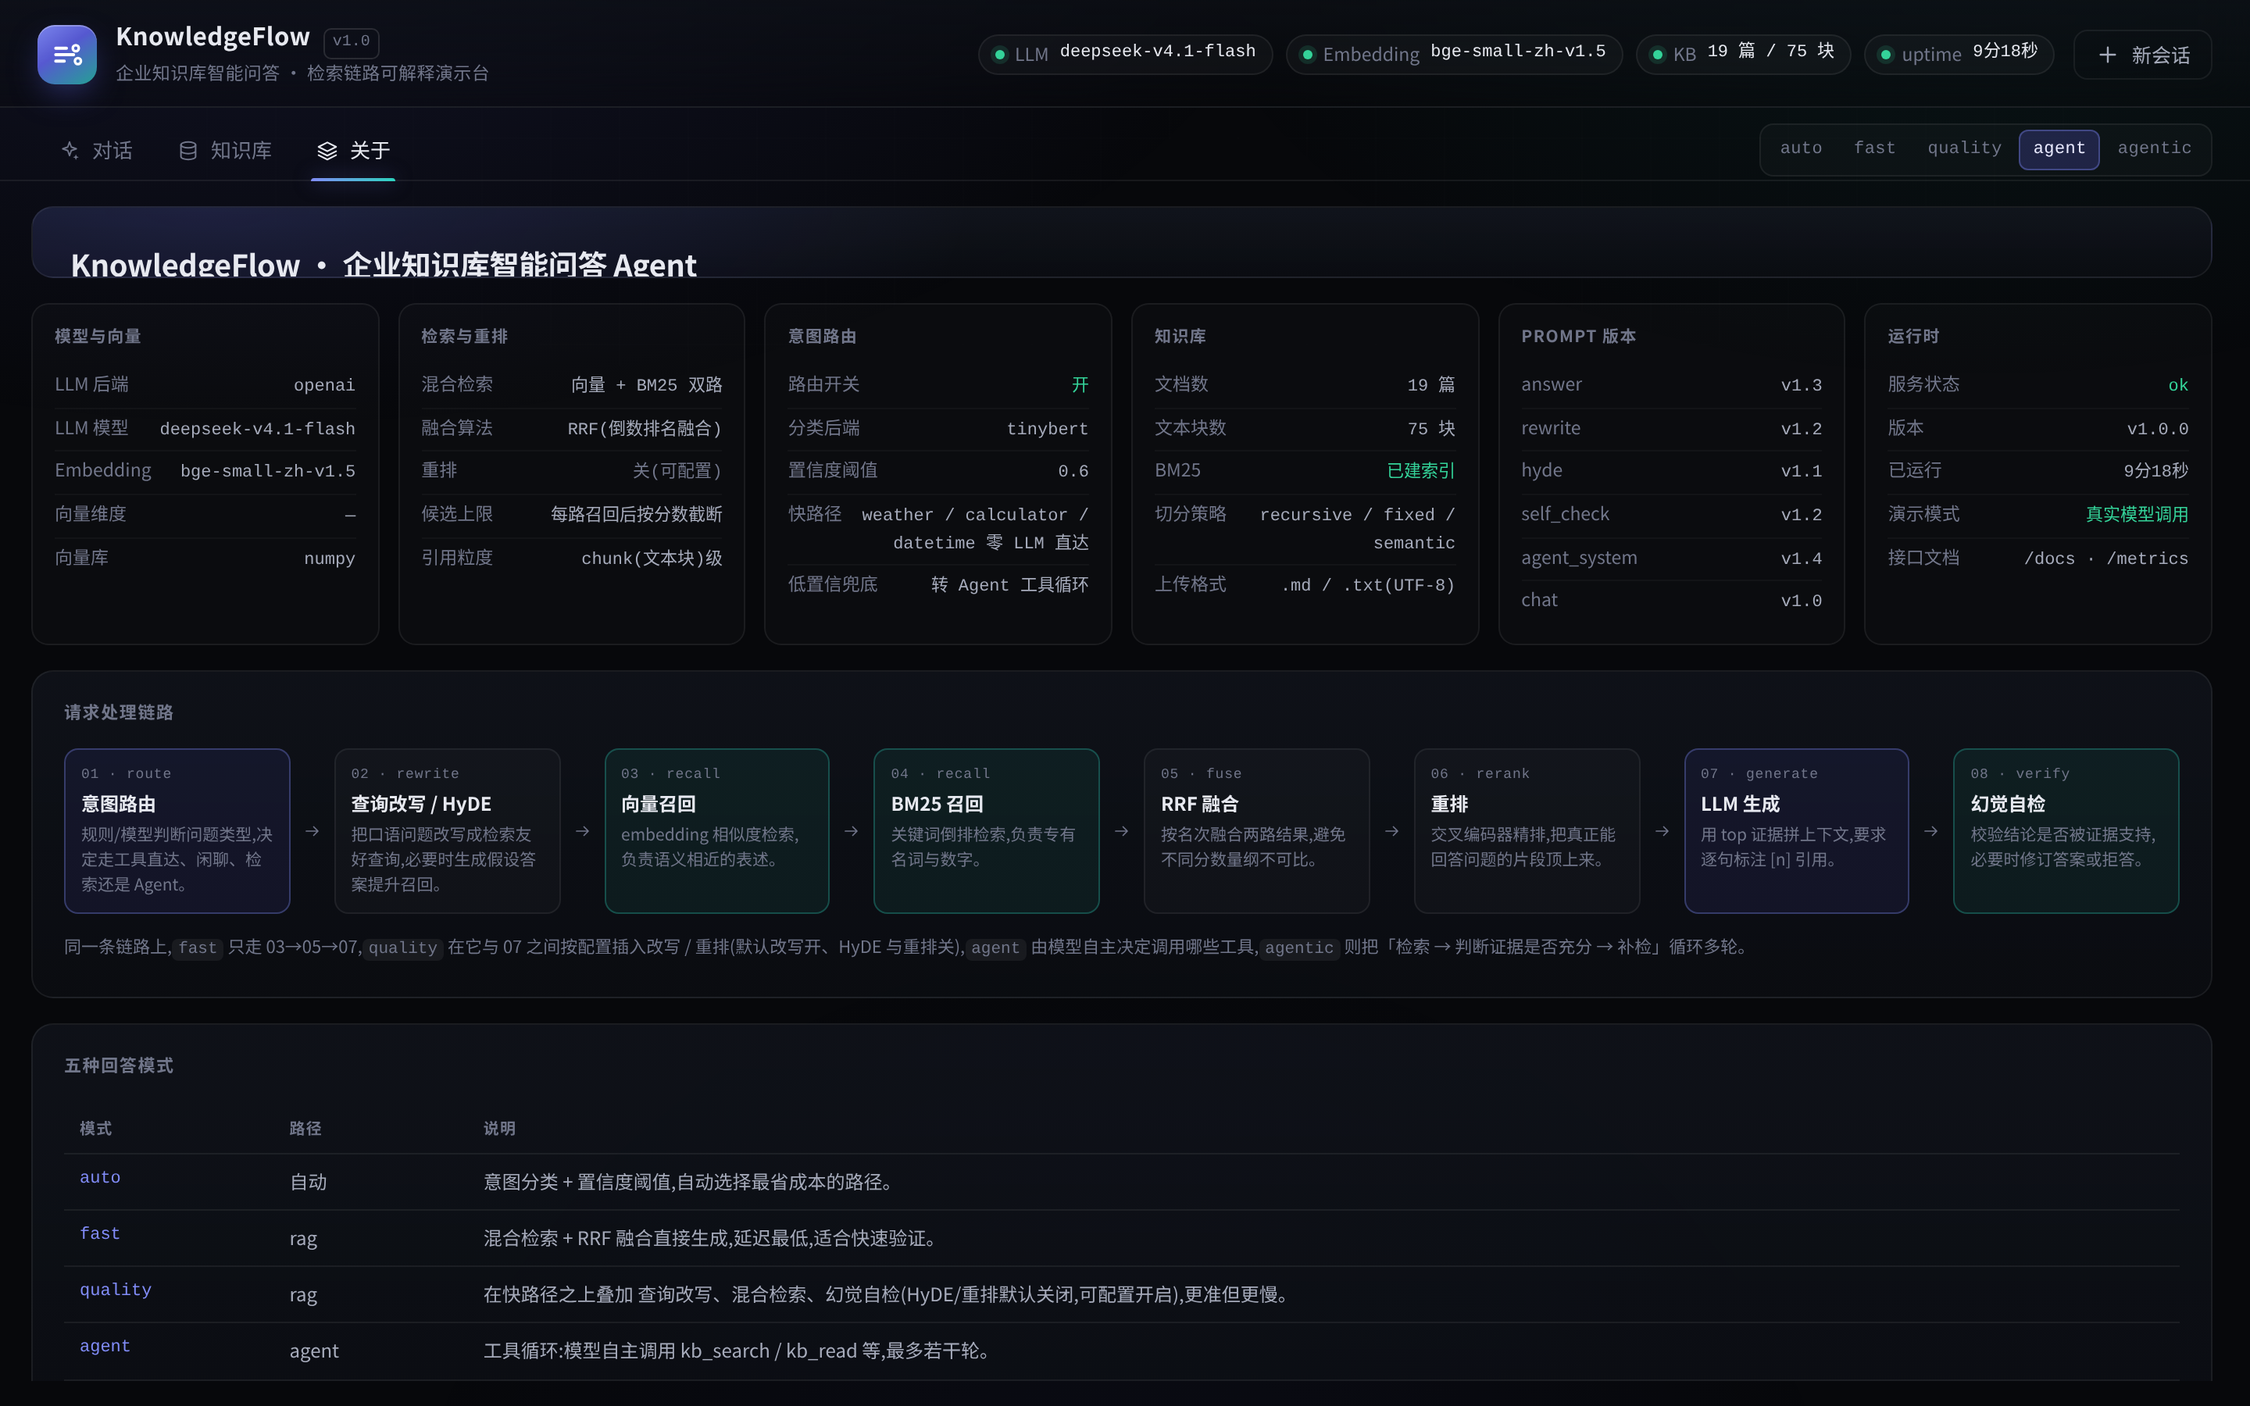 KnowledgeFlow v1.0
企业知识库智能问答 · 检索链路可解释演示台
LLM deepseek-v4.1-flash
Embedding bge-small-zh-v1.5
KB 19 篇 / 75 块
uptime 9分18秒
新会话
对话
知识库
关于
auto fast quality agent agentic
KnowledgeFlow · 企业知识库智能问答 Agent
模型与向量
LLM 后端 openai
LLM 模型 deepseek-v4.1-flash
Embedding bge-small-zh-v1.5
向量维度 —
向量库 numpy
检索与重排
混合检索 向量 + BM25 双路
融合算法 RRF(倒数排名融合)
重排 关(可配置)
候选上限 每路召回后按分数截断
引用粒度 chunk(文本块)级
意图路由
路由开关 开
分类后端 tinybert
置信度阈值 0.6
快路径 weather / calculator /
datetime 零 LLM 直达
低置信兜底 转 Agent 工具循环
知识库
文档数 19 篇
文本块数 75 块
BM25 已建索引
切分策略 recursive / fixed /
semantic
上传格式 .md / .txt(UTF-8)
PROMPT 版本
answer v1.3
rewrite v1.2
hyde v1.1
self_check v1.2
agent_system v1.4
chat v1.0
运行时
服务状态 ok
版本 v1.0.0
已运行 9分18秒
演示模式 真实模型调用
接口文档 /docs · /metrics
请求处理链路
01 · route
意图路由
规则/模型判断问题类型,决
定走工具直达、闲聊、检
索还是 Agent。
→
02 · rewrite
查询改写 / HyDE
把口语问题改写成检索友
好查询,必要时生成假设答
案提升召回。
→
03 · recall
向量召回
embedding 相似度检索,
负责语义相近的表述。
→
04 · recall
BM25 召回
关键词倒排检索,负责专有
名词与数字。
→
05 · fuse
RRF 融合
按名次融合两路结果,避免
不同分数量纲不可比。
→
06 · rerank
重排
交叉编码器精排,把真正能
回答问题的片段顶上来。
→
07 · generate
LLM 生成
用 top 证据拼上下文,要求
逐句标注 [n] 引用。
→
08 · verify
幻觉自检
校验结论是否被证据支持,
必要时修订答案或拒答。
同一条链路上, fast 只走 03→05→07, quality 在它与 07 之间按配置插入改写 / 重排(默认改写开、HyDE 与重排关), agent 由模型自主决定调用哪些工具, agentic 则把「检索 → 判断证据是否充分 → 补检」循环多轮。
五种回答模式
模式 路径 说明
auto 自动 意图分类 + 置信度阈值,自动选择最省成本的路径。
fast rag 混合检索 + RRF 融合直接生成,延迟最低,适合快速验证。
quality rag 在快路径之上叠加 查询改写、混合检索、幻觉自检(HyDE/重排默认关闭,可配置开启),更准但更慢。
agent agent 工具循环:模型自主调用 kb_search / kb_read 等,最多若干轮。